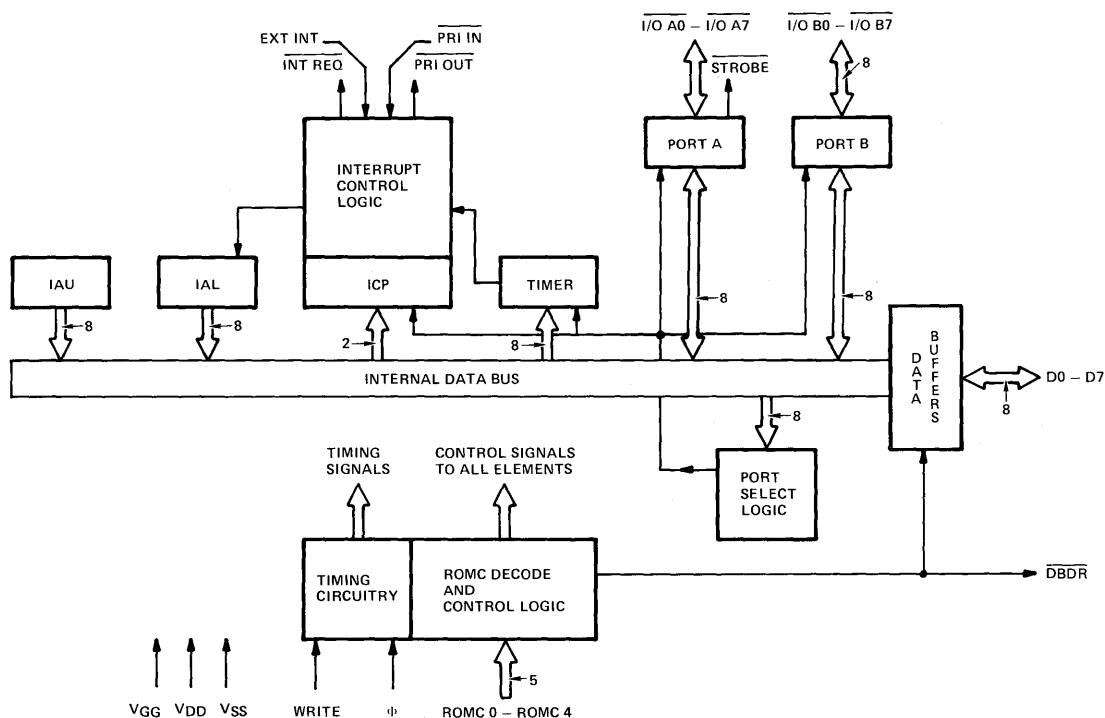 I/O A0 – I/O A7
I/O B0 – I/O B7
EXT INT
PRI IN
INT REQ
PRI OUT
STROBE
8
PORT A
PORT B
INTERRUPT
CONTROL
LOGIC
IAU
IAL
ICP
TIMER
8
8
2
8
8
8
INTERNAL DATA BUS
DATA
BUFFERS
D0 – D7
8
8
TIMING
SIGNALS
CONTROL SIGNALS
TO ALL ELEMENTS
PORT
SELECT
LOGIC
TIMING
CIRCUITRY
ROMC DECODE
AND
CONTROL LOGIC
DBDR
5
VGG
VDD
VSS
WRITE
ϕ
ROMC 0 – ROMC 4